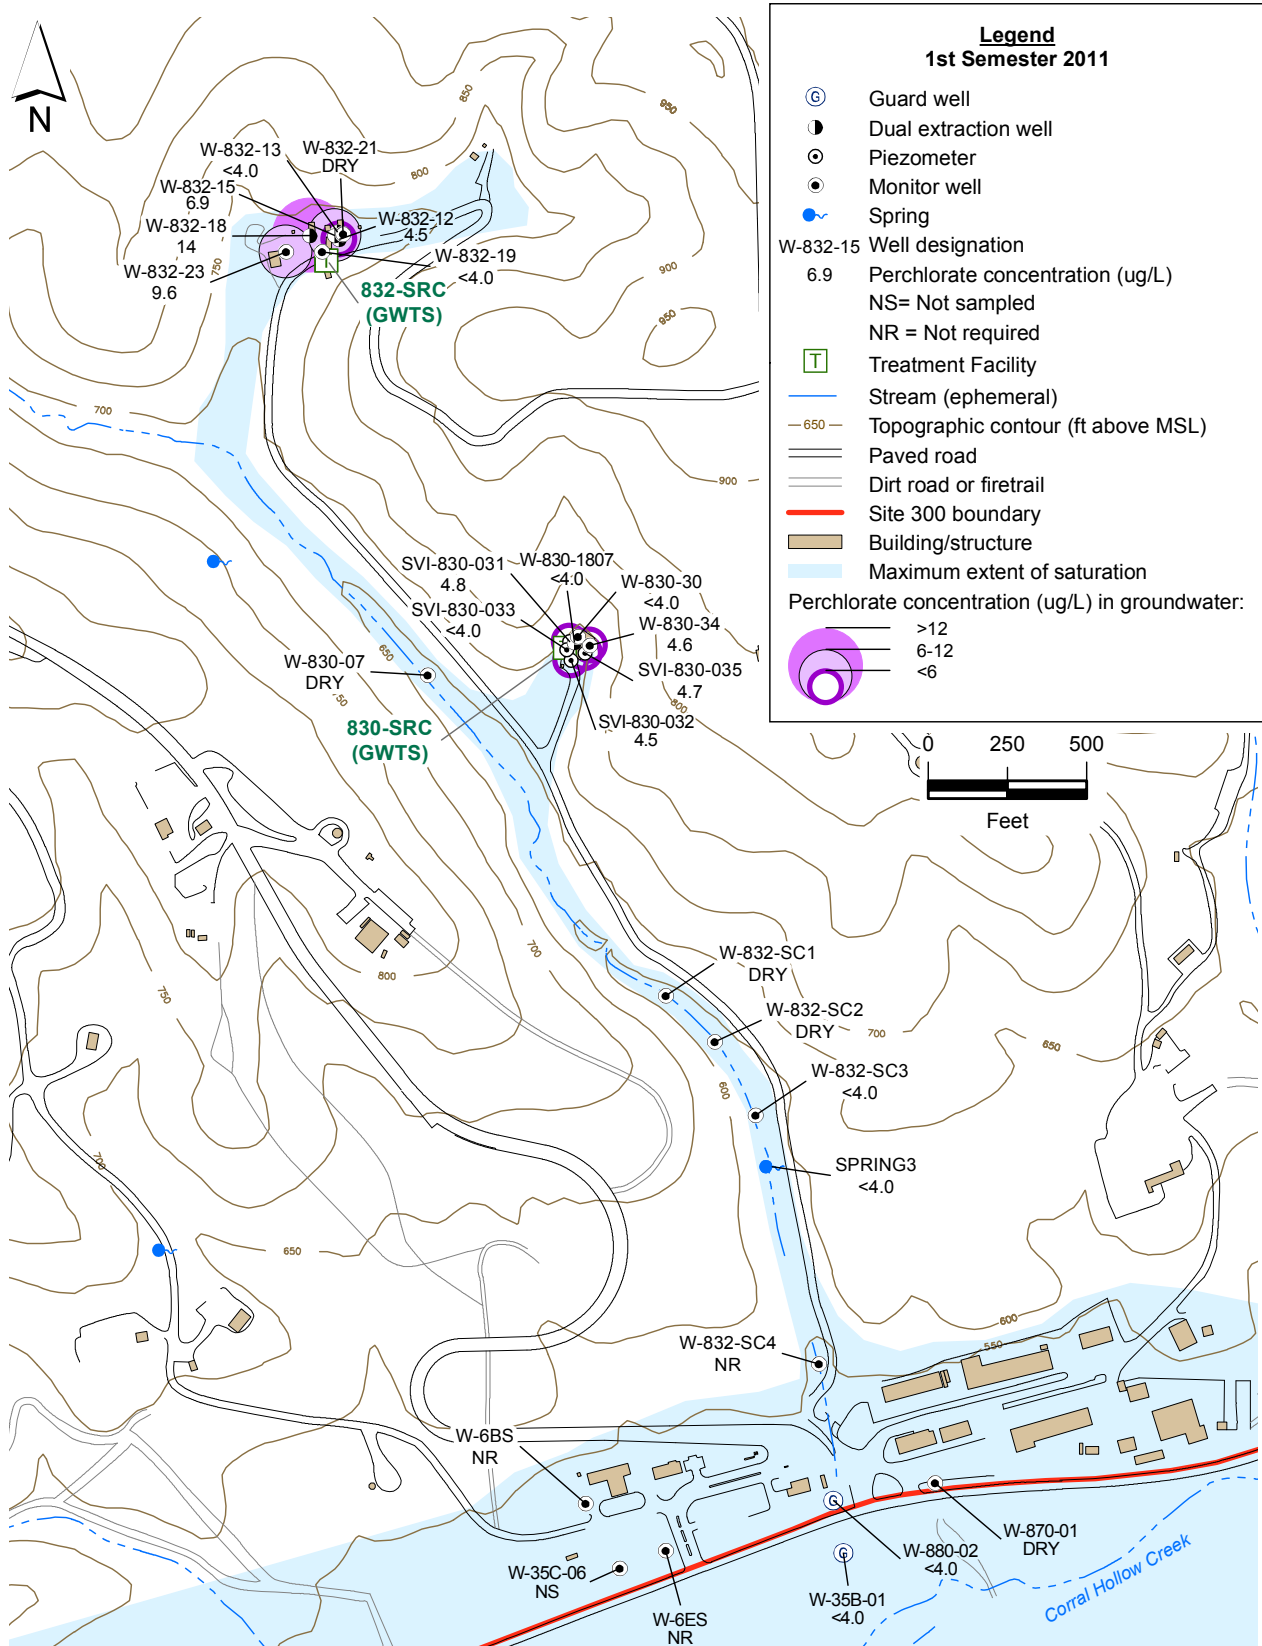 N
Legend
1st Semester 2011
Guard well
Dual extraction well
Piezometer
Monitor well
Spring
W-832-15 Well designation
6.9 Perchlorate concentration (ug/L)
NS= Not sampled
NR = Not required
T Treatment Facility
Stream (ephemeral)
650 Topographic contour (ft above MSL)
Paved road
Dirt road or firetrail
Site 300 boundary
Building/structure
Maximum extent of saturation
Perchlorate concentration (ug/L) in groundwater:
>12
6-12
<6
0 250 500
Feet
W-832-13
<4.0
W-832-21
DRY
W-832-15
6.9
W-832-18
14
W-832-23
9.6
W-832-12
4.5
W-832-19
<4.0
832-SRC
(GWTS)
T
850
950
800
750
900
950
700
900
SVI-830-031
4.8
W-830-1807
<4.0
W-830-30
<4.0
SVI-830-033
<4.0
W-830-34
4.6
SVI-830-035
4.7
SVI-830-032
4.5
W-830-07
DRY
830-SRC
(GWTS)
650
800
700
800
750
700
650
600
700
650
600
550
W-832-SC1
DRY
W-832-SC2
DRY
W-832-SC3
<4.0
SPRING3
<4.0
W-832-SC4
NR
W-6BS
NR
W-35C-06
NS
W-6ES
NR
G
G
G
W-35B-01
<4.0
W-880-02
<4.0
W-870-01
DRY
Corral Hollow Creek